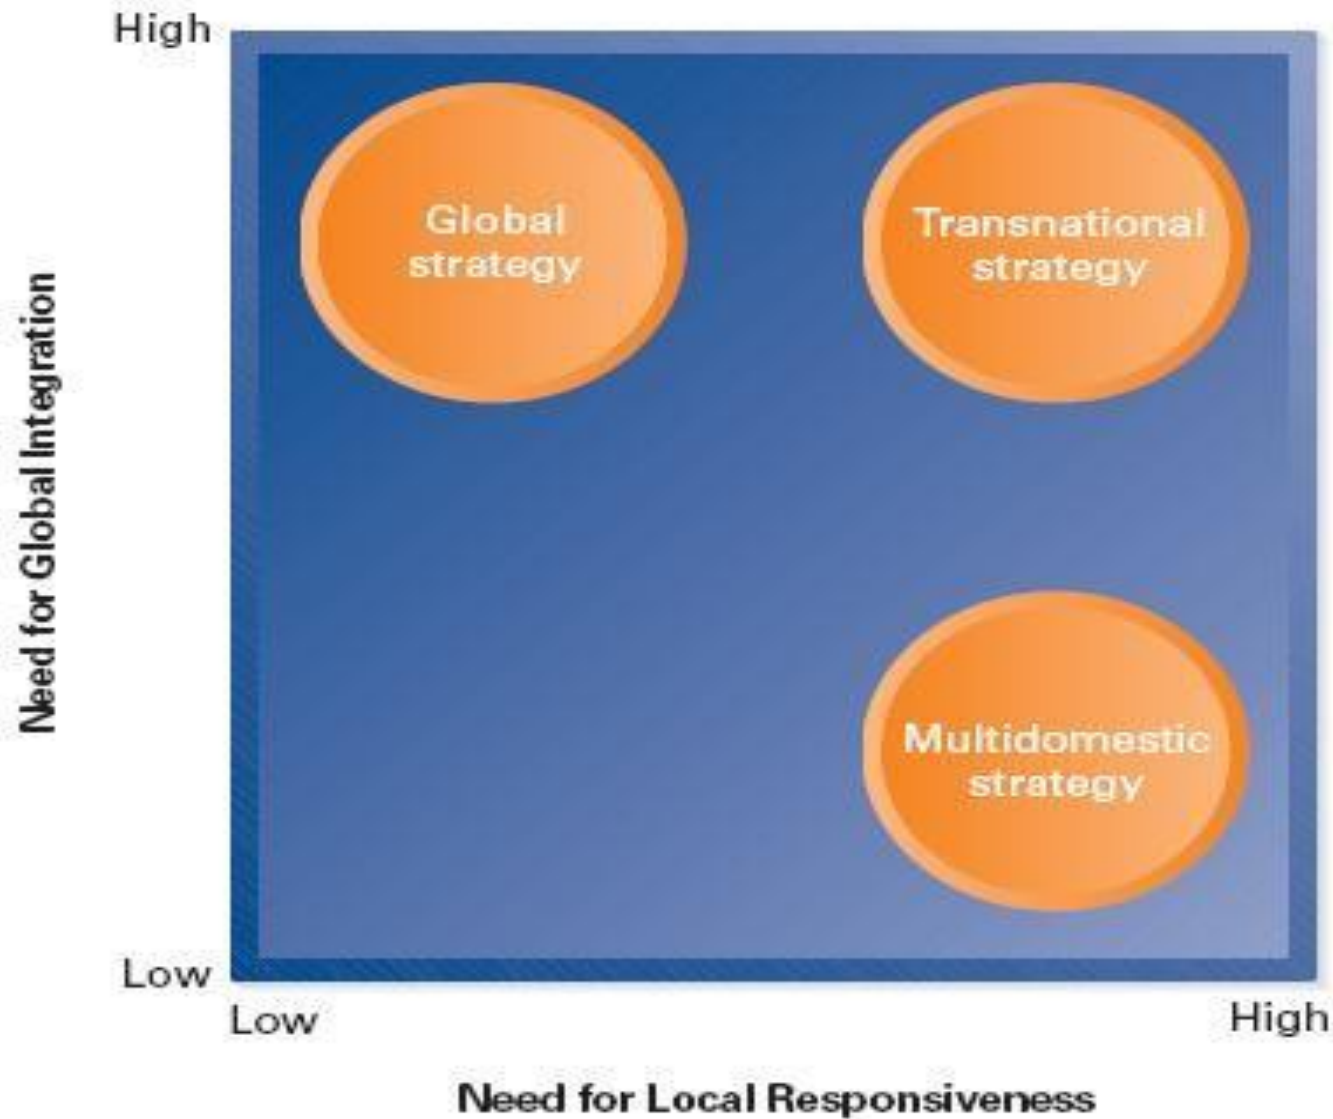 High
Global
strategy
Transnational
strategy
Need for Global Integration
Multidomestic
strategy
Low
Low
High
Need for Local Responsiveness